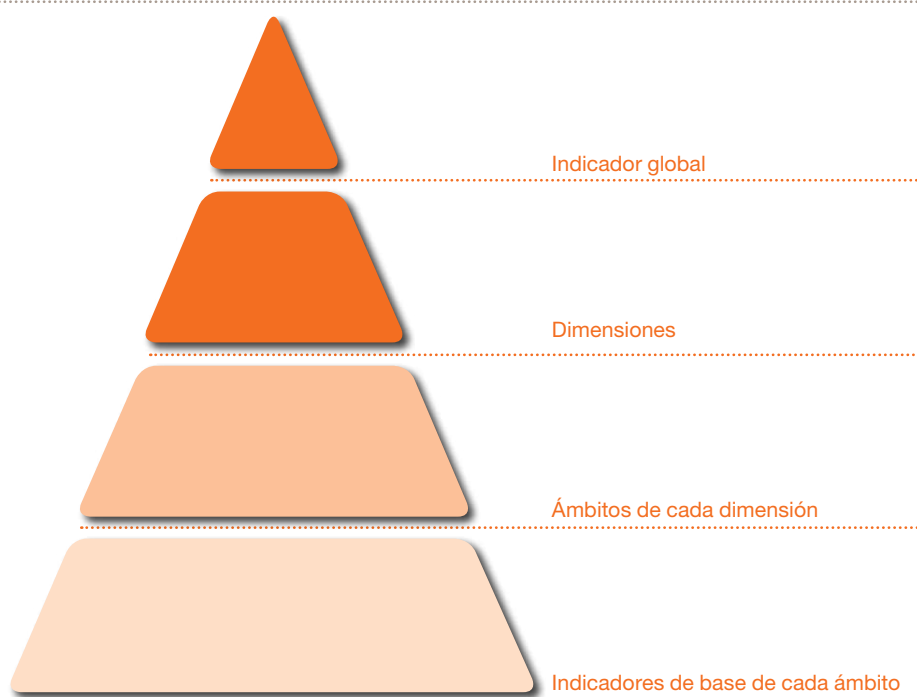 Indicador global
Dimensiones
Ámbitos de cada dimensión
Indicadores de base de cada ámbito